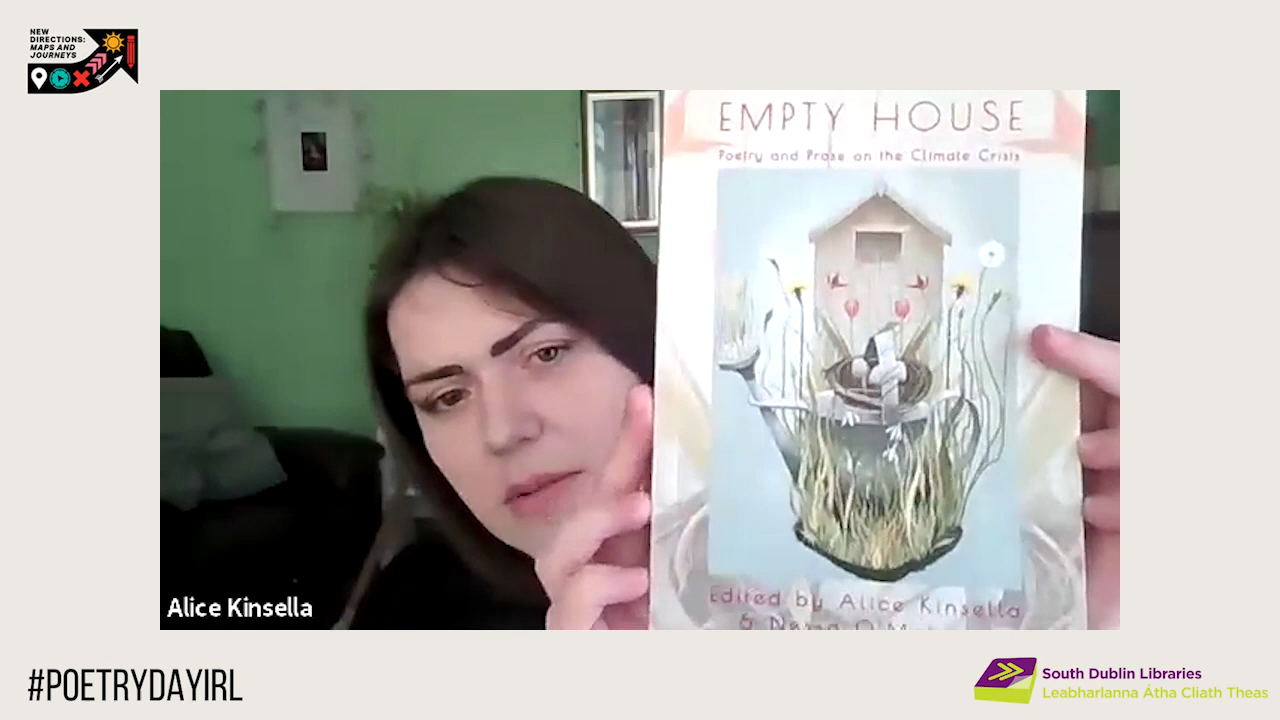 NEW
DIRECTIONS:
MAPS AND
JOURNEYS
EMPTY HOUSE
Poetry and Prose on the Climate Crisis
Edited by Alice Kinsella
&
Alice Kinsella
#POETRYDAYIRL
South Dublin Libraries
Leabharlanna Átha Cliath Theas